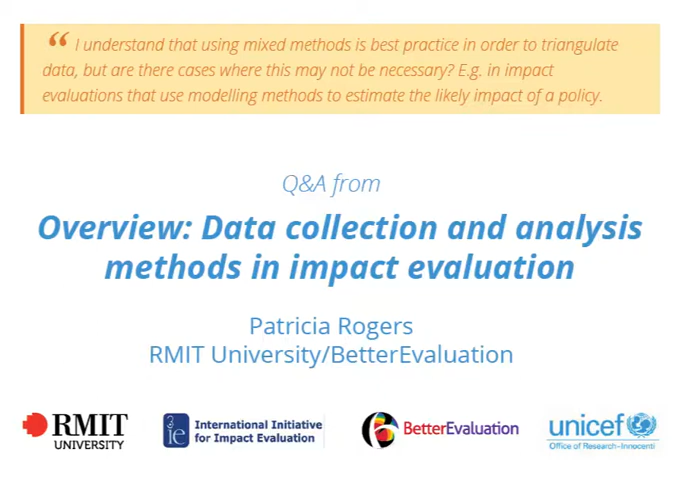 “ I understand that using mixed methods is best practice in order to triangulate
data, but are there cases where this may not be necessary? E.g. in impact
evaluations that use modelling methods to estimate the likely impact of a policy.
Q&A from
Overview: Data collection and analysis
methods in impact evaluation
Patricia Rogers
RMIT University/BetterEvaluation
RMIT
UNIVERSITY
3ie
International Initiative
for Impact Evaluation
BetterEvaluation
unicef
Office of Research–Innocenti